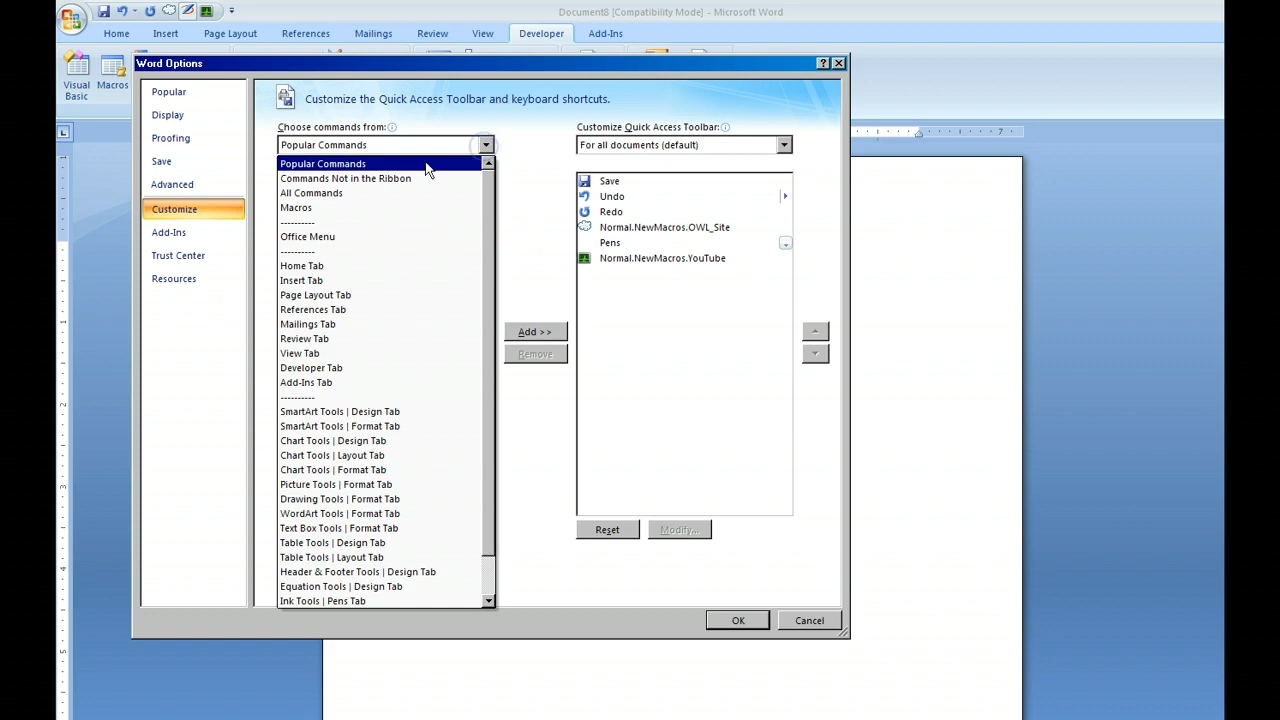 Document8 [Compatibility Mode] - Microsoft Word
Home
Insert
Page Layout
References
Mailings
Review
View
Developer
Add-Ins
Visual
Basic
Macros
Word Options
Popular
Display
Proofing
Save
Advanced
Customize
Add-Ins
Trust Center
Resources
Customize the Quick Access Toolbar and keyboard shortcuts.
Choose commands from:
Popular Commands
Popular Commands
Commands Not in the Ribbon
All Commands
Macros
----------
Office Menu
----------
Home Tab
Insert Tab
Page Layout Tab
References Tab
Mailings Tab
Review Tab
View Tab
Developer Tab
Add-Ins Tab
----------
SmartArt Tools | Design Tab
SmartArt Tools | Format Tab
Chart Tools | Design Tab
Chart Tools | Layout Tab
Chart Tools | Format Tab
Picture Tools | Format Tab
Drawing Tools | Format Tab
WordArt Tools | Format Tab
Text Box Tools | Format Tab
Table Tools | Design Tab
Table Tools | Layout Tab
Header & Footer Tools | Design Tab
Equation Tools | Design Tab
Ink Tools | Pens Tab
Add >>
Remove
Customize Quick Access Toolbar:
For all documents (default)
Save
Undo
Redo
Normal.NewMacros.OWL_Site
Pens
Normal.NewMacros.YouTube
Reset
Modify...
OK
Cancel
7
1
1
2
3
4
5